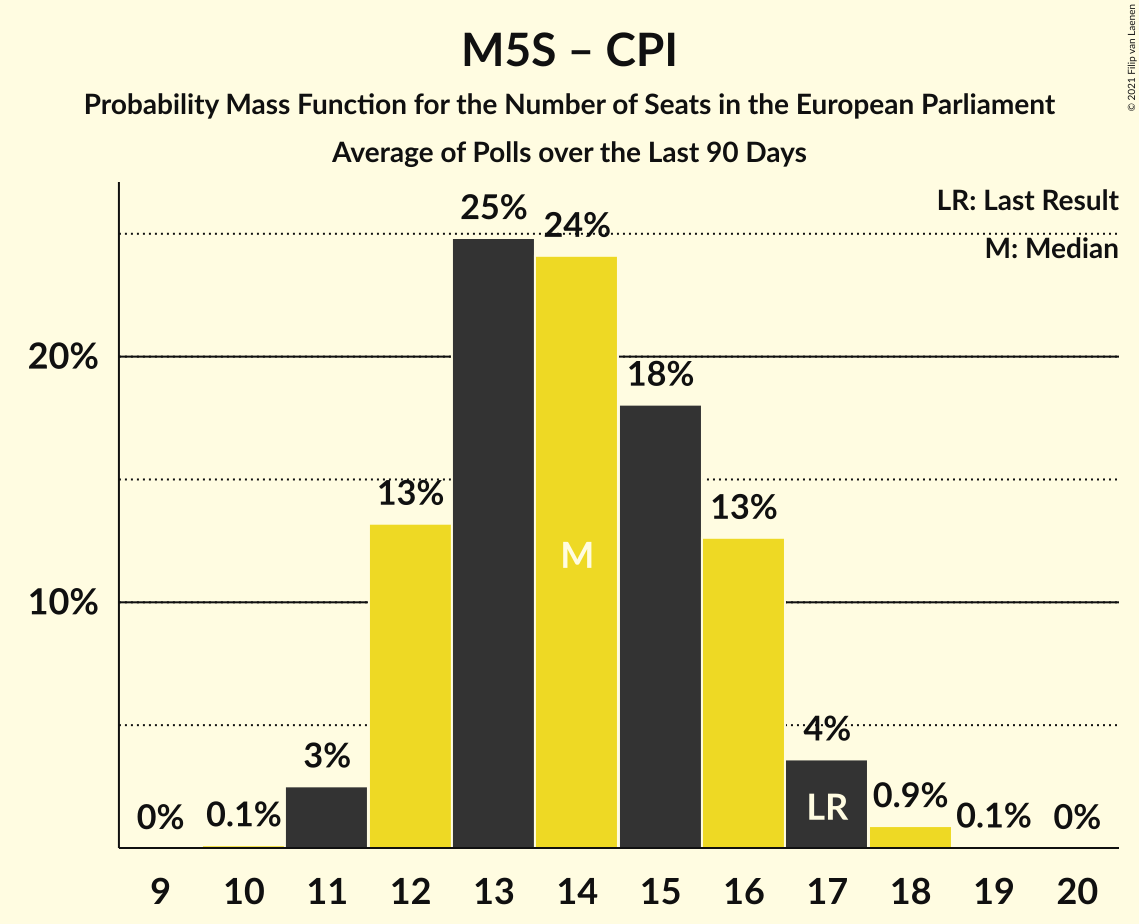 M5S – CPI
Probability Mass Function for the Number of Seats in the European Parliament
Average of Polls over the Last 90 Days
© 2021 Filip van Laenen
LR: Last Result
M: Median
25%
24%
20%
18%
13%
13%
M
10%
4%
3%
LR
0.9%
0%
0.1%
0.1%
0%
9 10 11 12 13 14 15 16 17 18 19 20